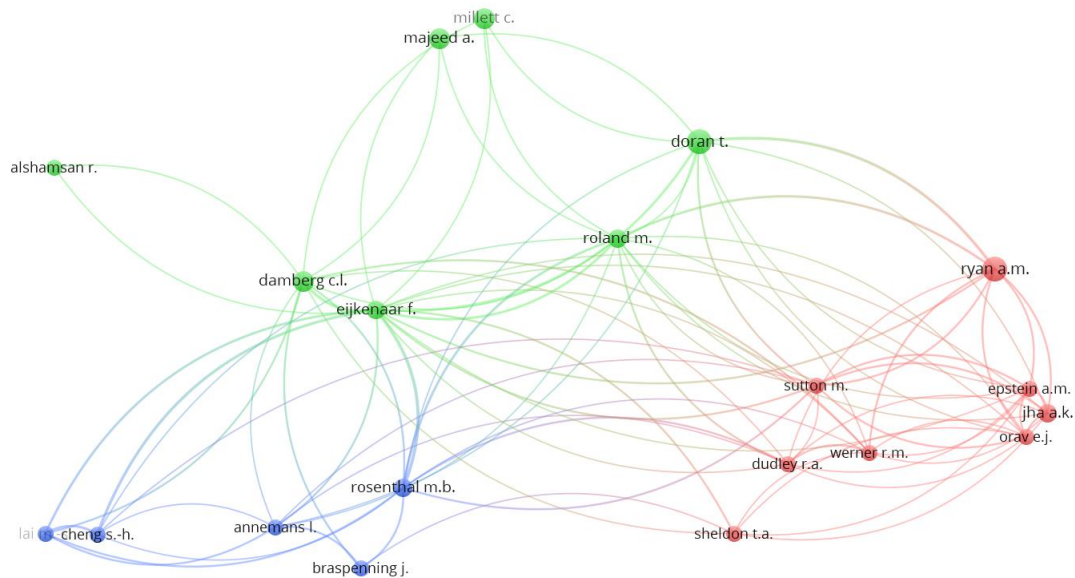 millett c.
majeed a.
doran t.
alshamsan r.
roland m.
damberg c.l.
ryan a.m.
eijkenaar f.
sutton m.
epstein a.m.
jha a.k.
orav e.j.
werner r.m.
dudley r.a.
rosenthal m.b.
annemans l.
lai
cheng s.-h.
sheldon t.a.
braspenning j.